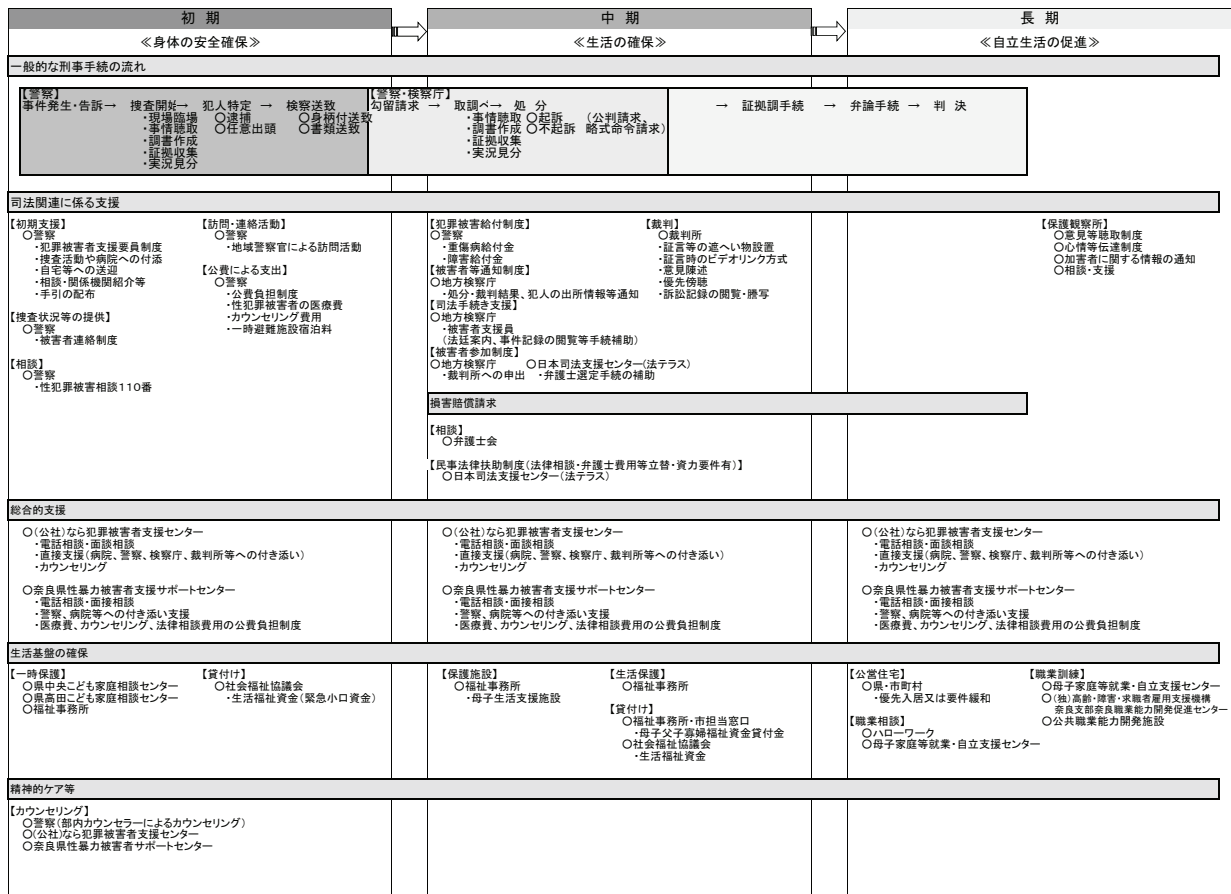 初 期
中 期
長 期
≪身体の安全確保≫
≪生活の確保≫
≪自立生活の促進≫
一般的な刑事手続の流れ
【警察】
事件発生・告訴→ 捜査開始→ 犯人特定 → 検察送致
・現場臨場 〇逮捕 〇身柄付送致
・事情聴取 〇任意出頭 〇書類送致
・調書作成
・証拠収集
・実況見分
【警察・検察庁】
勾留請求 → 取調べ→ 処 分
・事情聴取 〇起訴 (公判請求、
・調書作成 〇不起訴 略式命令請求)
・証拠収集
・実況見分
→ 証拠調手続 → 弁論手続 → 判 決
司法関連に係る支援
【初期支援】
〇警察
・犯罪被害者支援要員制度
・捜査活動や病院への付添
・自宅等への送迎
・相談・関係機関紹介等
・手引の配布
【捜査状況等の提供】
〇警察
・被害者連絡制度
【相談】
〇警察
・性犯罪被害相談110番
【訪問・連絡活動】
〇警察
・地域警察官による訪問活動
【公費による支出】
〇警察
・公費負担制度
・性犯罪被害者の医療費
・カウンセリング費用
・一時避難施設宿泊料
【犯罪被害給付制度】
〇警察
・重傷病給付金
・障害給付金
【被害者等通知制度】
〇地方検察庁
・処分・裁判結果、犯人の出所情報等通知
【司法手続き支援】
〇地方検察庁
・被害者支援員
(法廷案内、事件記録の閲覧等手続補助)
【被害者参加制度】
〇地方検察庁 〇日本司法支援センター(法テラス)
・裁判所への申出 ・弁護士選定手続の補助
【裁判】
〇裁判所
・証言等の遮へい物設置
・証言時のビデオリンク方式
・意見陳述
・優先傍聴
・訴訟記録の閲覧・謄写
【保護観察所】
〇意見等聴取制度
〇心情等伝達制度
〇加害者に関する情報の通知
〇相談・支援
損害賠償請求
【相談】
〇弁護士会
【民事法律扶助制度(法律相談・弁護士費用等立替・資力要件有)】
〇日本司法支援センター(法テラス)
総合的支援
〇(公社)なら犯罪被害者支援センター
・電話相談・面談相談
・直接支援(病院、警察、検察庁、裁判所等への付き添い)
・カウンセリング
〇奈良県性暴力被害者支援サポートセンター
・電話相談・面接相談
・警察、病院等への付き添い支援
・医療費、カウンセリング、法律相談費用の公費負担制度
〇(公社)なら犯罪被害者支援センター
・電話相談・面談相談
・直接支援(病院、警察、検察庁、裁判所等への付き添い)
・カウンセリング
〇奈良県性暴力被害者支援サポートセンター
・電話相談・面接相談
・警察、病院等への付き添い支援
・医療費、カウンセリング、法律相談費用の公費負担制度
〇(公社)なら犯罪被害者支援センター
・電話相談・面談相談
・直接支援(病院、警察、検察庁、裁判所等への付き添い)
・カウンセリング
〇奈良県性暴力被害者支援サポートセンター
・電話相談・面接相談
・警察、病院等への付き添い支援
・医療費、カウンセリング、法律相談費用の公費負担制度
生活基盤の確保
【一時保護】
〇県中央こども家庭相談センター
〇県高田こども家庭相談センター
〇福祉事務所
【貸付け】
〇社会福祉協議会
・生活福祉資金(緊急小口資金)
【保護施設】
〇福祉事務所
・母子生活支援施設
【生活保護】
〇福祉事務所
【貸付け】
〇福祉事務所・市担当窓口
・母子父子寡婦福祉資金貸付金
〇社会福祉協議会
・生活福祉資金
【公営住宅】
〇県・市町村
・優先入居又は要件緩和
【職業相談】
〇ハローワーク
〇母子家庭等就業・自立支援センター
【職業訓練】
〇母子家庭等就業・自立支援センター
〇(独)高齢・障害・求職者雇用支援機構
奈良支部奈良職業能力開発促進センター
〇公共職業能力開発施設
精神的ケア等
【カウンセリング】
〇警察(部内カウンセラーによるカウンセリング)
〇(公社)なら犯罪被害者支援センター
〇奈良県性暴力被害者サポートセンター